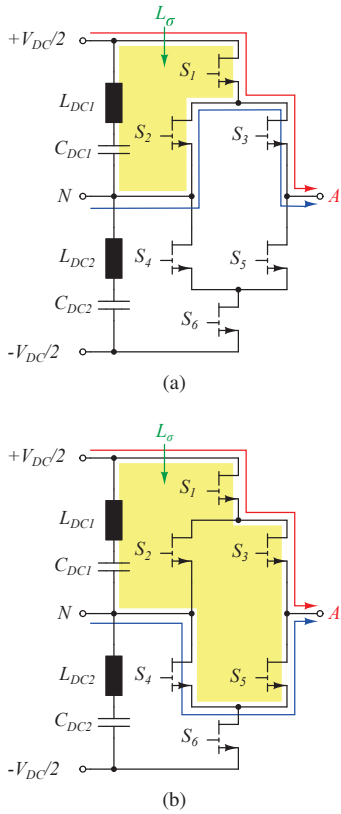 L_σ
+V_DC/2
S_1
L_DC1
S_2
S_3
C_DC1
N
A
L_DC2
S_4
S_5
C_DC2
S_6
-V_DC/2
(a)
L_σ
+V_DC/2
S_1
L_DC1
S_2
S_3
C_DC1
N
A
L_DC2
S_4
S_5
C_DC2
S_6
-V_DC/2
(b)